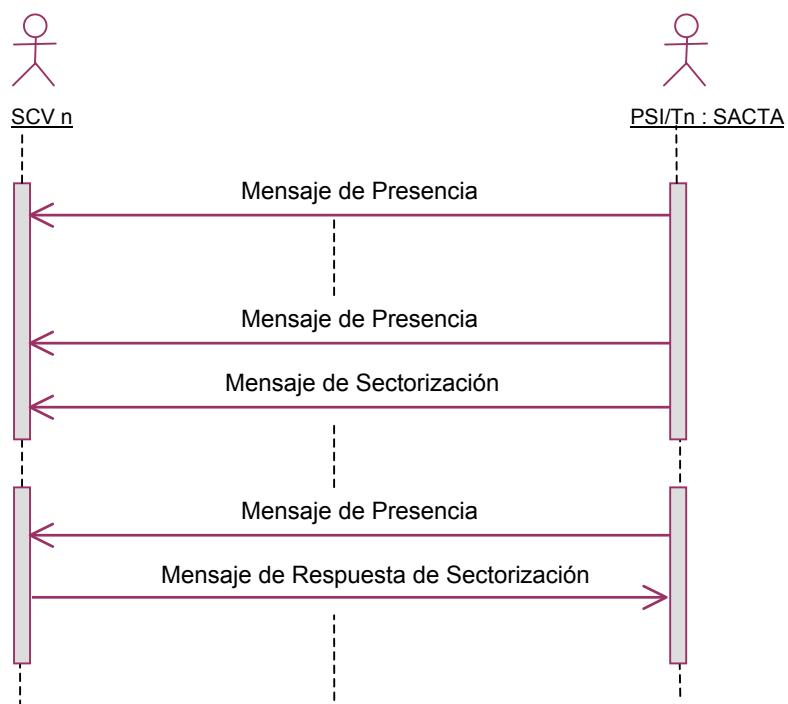 SCV n
PSI/Tn : SACTA
Mensaje de Presencia
Mensaje de Presencia
Mensaje de Sectorización
Mensaje de Presencia
Mensaje de Respuesta de Sectorización